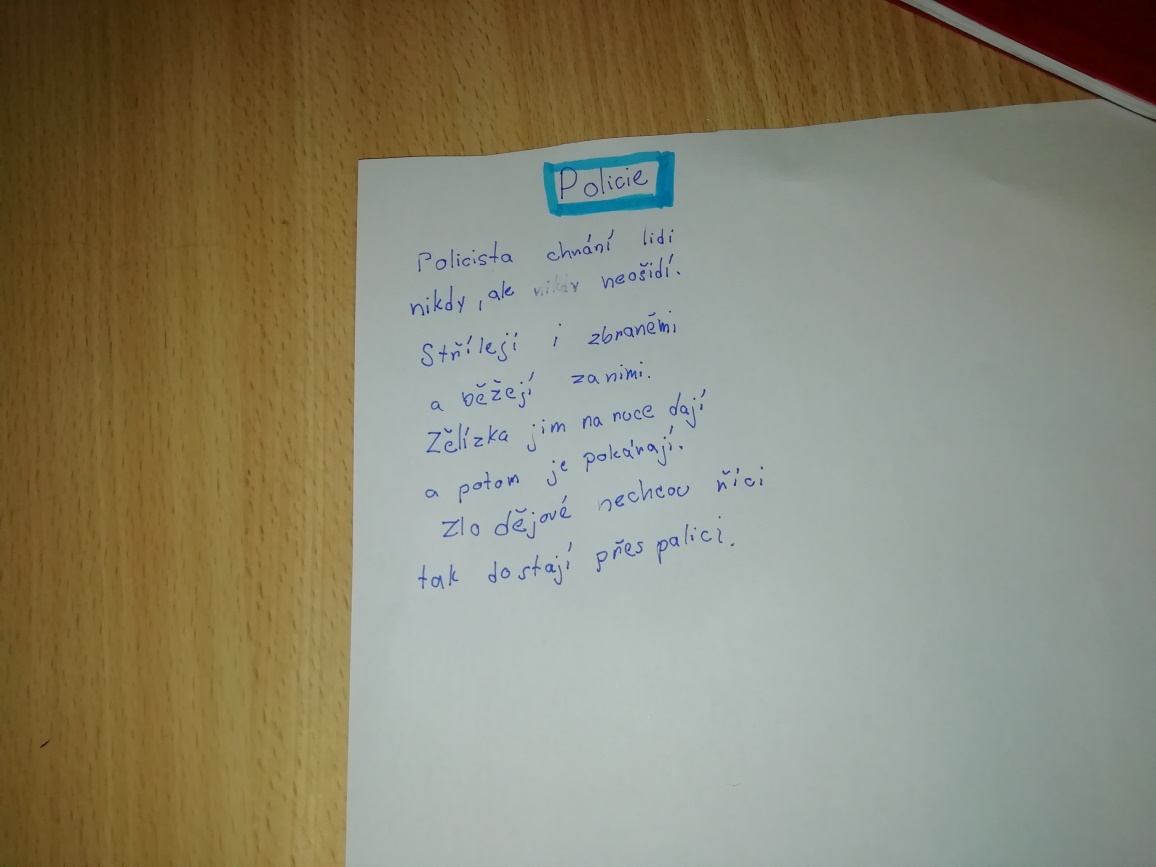 Policie
Policista chrání lidi
nikdy, ale nikdy neošidí.
Střílejí i zbraněmi
a běžejí za nimi.
Zělízka jim na ruce dají
a potom je pokárají.
Zlo dějové nechcou říci
tak dostají přes palici.